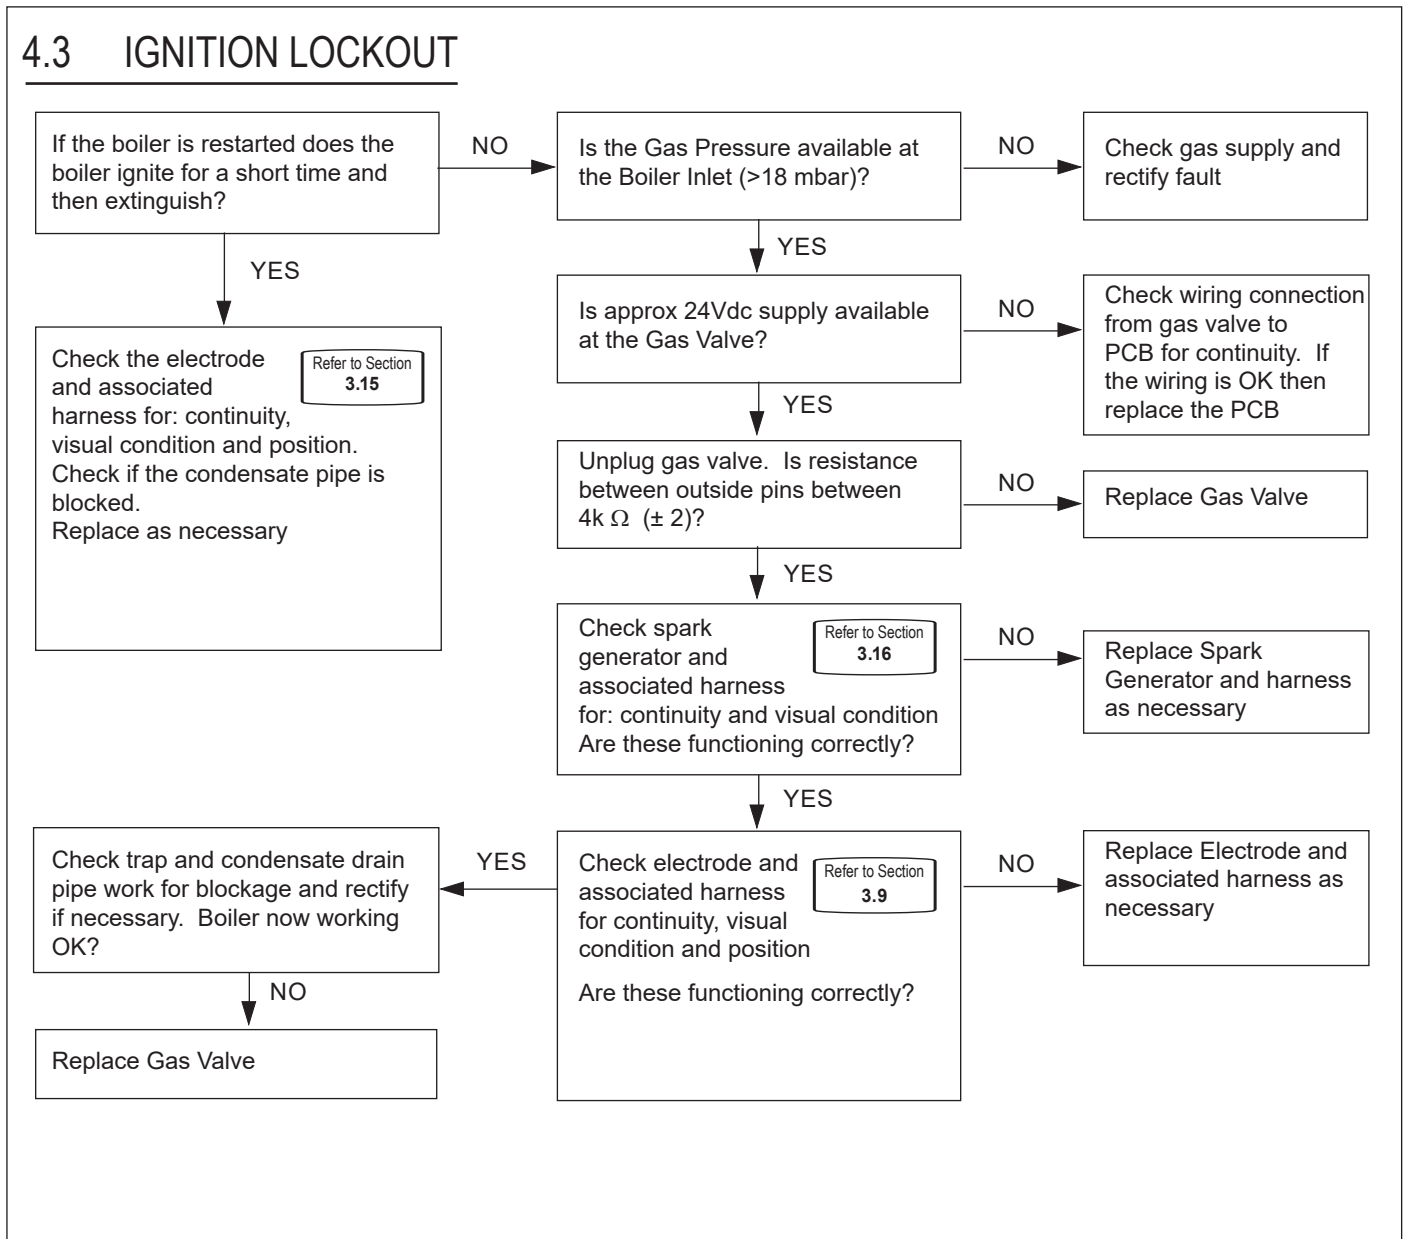 4.3 IGNITION LOCKOUT
If the boiler is restarted does the
boiler ignite for a short time and
then extinguish?
NO
Is the Gas Pressure available at
the Boiler Inlet (>18 mbar)?
NO
Check gas supply and
rectify fault
YES
YES
Is approx 24Vdc supply available
at the Gas Valve?
NO
Check wiring connection
from gas valve to
PCB for continuity. If
the wiring is OK then
replace the PCB
Check the electrode
and associated
harness for: continuity,
visual condition and position.
Check if the condensate pipe is
blocked.
Replace as necessary
Refer to Section
3.15
YES
Unplug gas valve. Is resistance
between outside pins between
4k Ω (± 2)?
NO
Replace Gas Valve
YES
Check spark
generator and
associated harness
for: continuity and visual condition
Are these functioning correctly?
Refer to Section
3.16
NO
Replace Spark
Generator and harness
as necessary
YES
Check electrode and
associated harness
for continuity, visual
condition and position
Are these functioning correctly?
Refer to Section
3.9
NO
Replace Electrode and
associated harness as
necessary
YES
Check trap and condensate drain
pipe work for blockage and rectify
if necessary. Boiler now working
OK?
NO
Replace Gas Valve